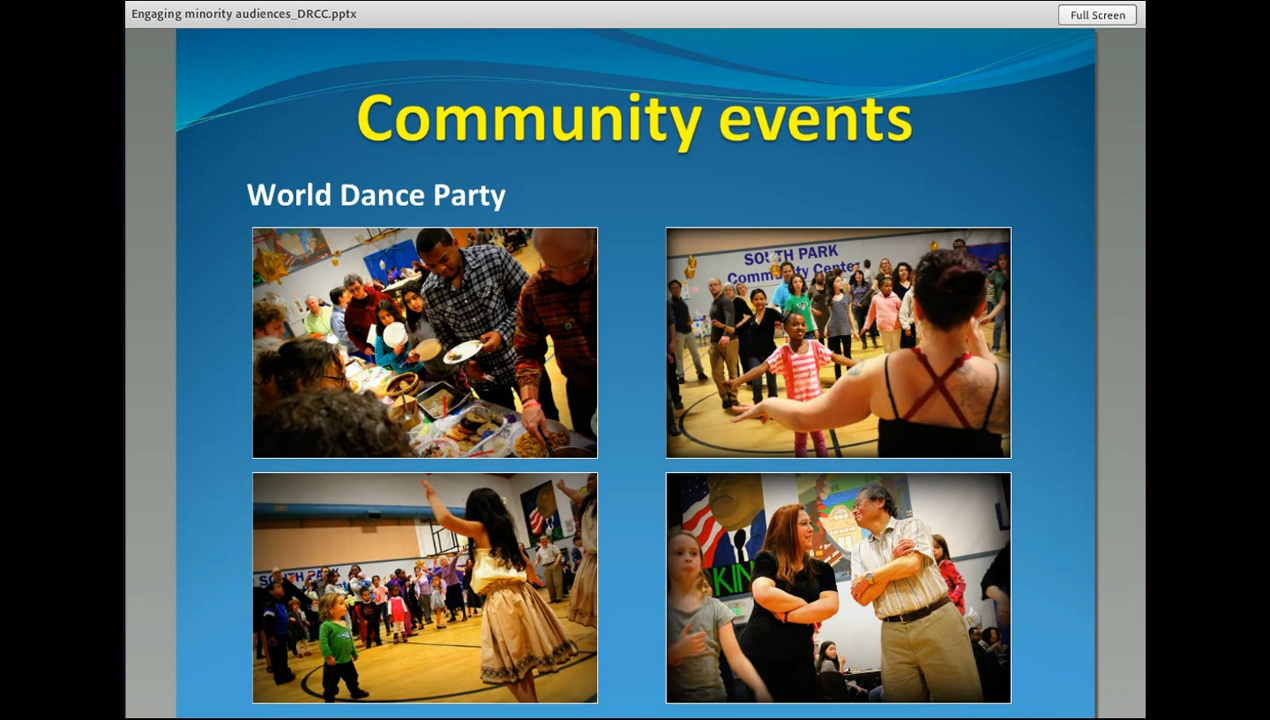 Engaging minority audiences_DRCC.pptx
Full Screen
Community events
World Dance Party
SOUTH PARK
Community Center
SOUTH PARK
KIN